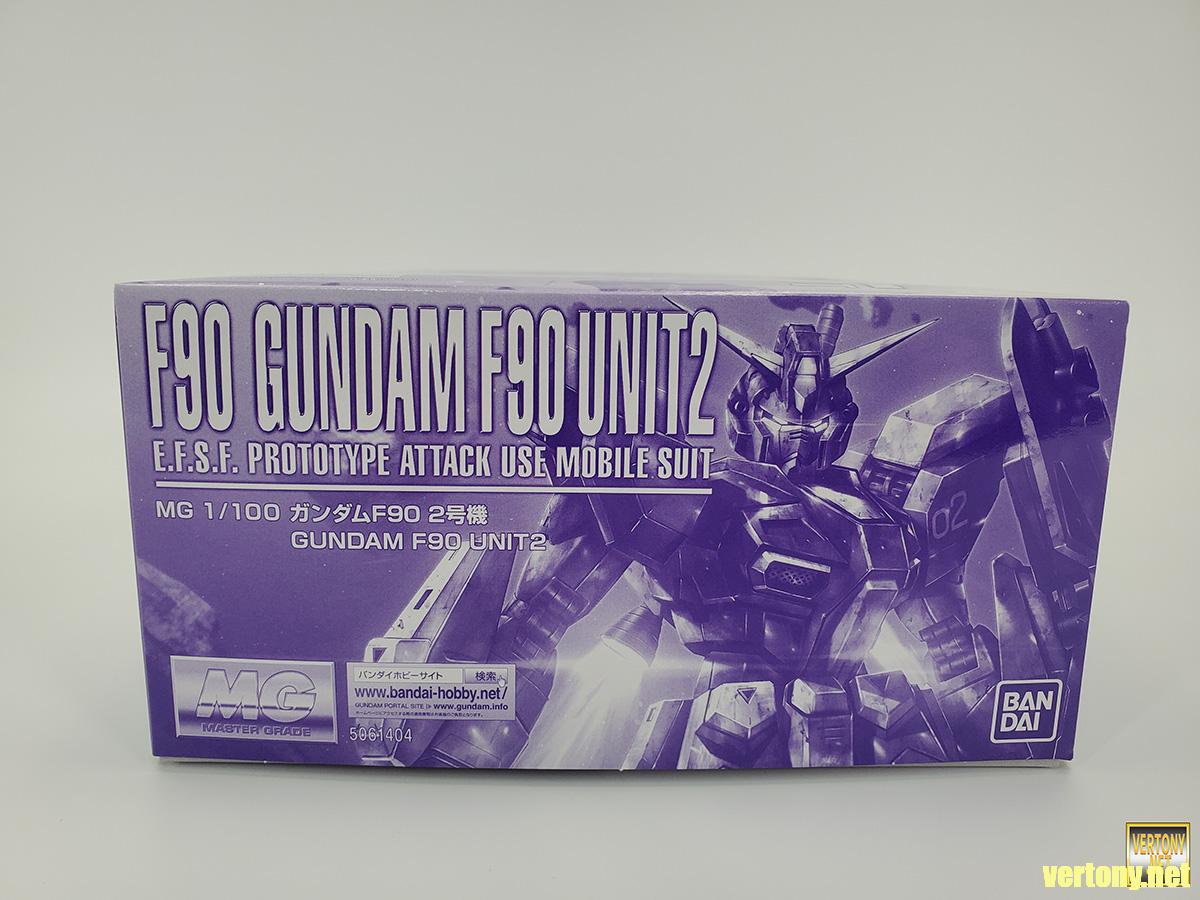 F90 GUNDAM F90 UNIT2
E.F.S.F. PROTOTYPE ATTACK USE MOBILE SUIT
MG 1/100 ガンダムF90 2号機
GUNDAM F90 UNIT2
02
MG
MASTER GRADE
バンダイホビーサイト 検索
www.bandai-hobby.net/
GUNDAM PORTAL SITE ▷ www.gundam.info
5061404
BAN
DAI
VERTONY
.NET
vertony.net